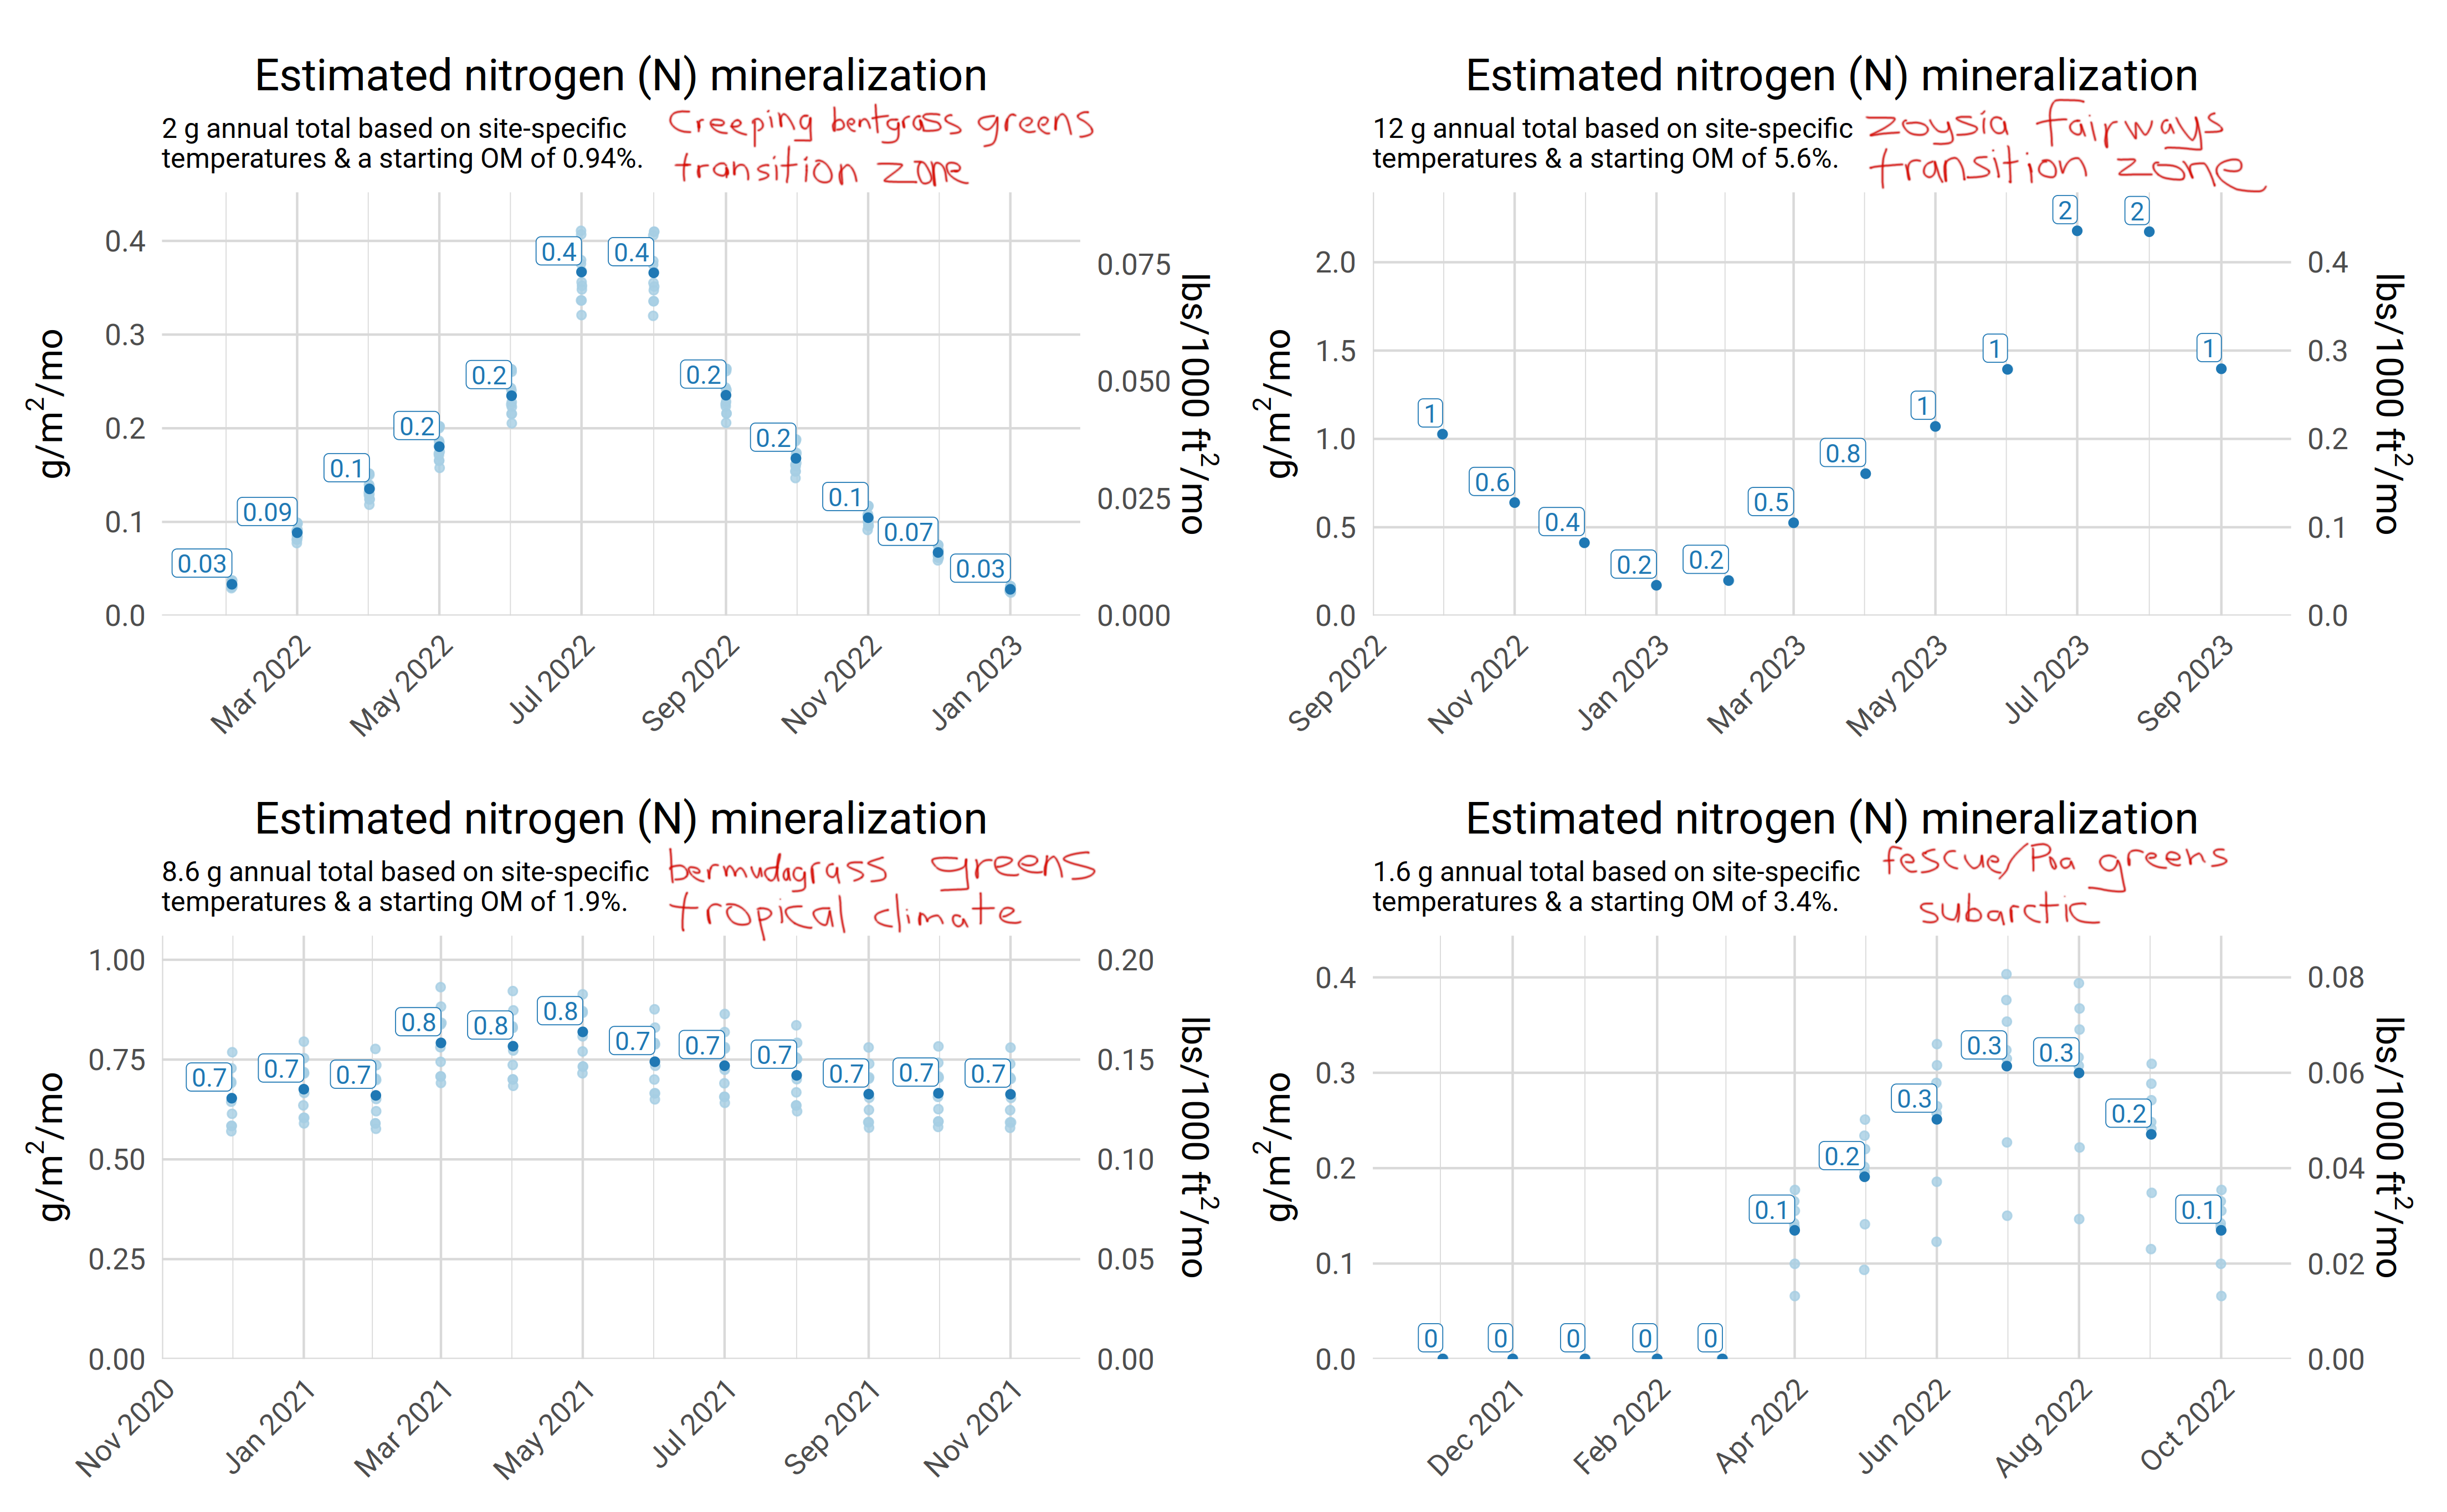 Estimated nitrogen (N) mineralization
2 g annual total based on site-specific
temperatures & a starting OM of 0.94%.
Creeping bentgrass greens
transition zone
g/m2/mo
0.4
0.3
0.2
0.1
0.0
0.03
0.09
0.1
0.2
0.2
0.4
0.4
0.2
0.2
0.1
0.07
0.03
0.075
0.050
0.025
0.000
lbs/1000 ft2/mo
Mar 2022
May 2022
Jul 2022
Sep 2022
Nov 2022
Jan 2023
Estimated nitrogen (N) mineralization
12 g annual total based on site-specific
temperatures & a starting OM of 5.6%.
zoysia fairways
transition zone
g/m2/mo
2.0
1.5
1.0
0.5
0.0
1
0.6
0.4
0.2
0.2
0.5
0.8
1
1
2
2
1
0.4
0.3
0.2
0.1
0.0
lbs/1000 ft2/mo
Sep 2022
Nov 2022
Jan 2023
Mar 2023
May 2023
Jul 2023
Sep 2023
Estimated nitrogen (N) mineralization
8.6 g annual total based on site-specific
temperatures & a starting OM of 1.9%.
bermudagrass greens
tropical climate
g/m2/mo
1.00
0.75
0.50
0.25
0.00
0.7
0.7
0.7
0.8
0.8
0.8
0.7
0.7
0.7
0.7
0.7
0.7
0.20
0.15
0.10
0.05
0.00
lbs/1000 ft2/mo
Nov 2020
Jan 2021
Mar 2021
May 2021
Jul 2021
Sep 2021
Nov 2021
Estimated nitrogen (N) mineralization
1.6 g annual total based on site-specific
temperatures & a starting OM of 3.4%.
fescue/Poa greens
subarctic
g/m2/mo
0.4
0.3
0.2
0.1
0.0
0
0
0
0
0
0.1
0.2
0.3
0.3
0.3
0.2
0.1
0.08
0.06
0.04
0.02
0.00
lbs/1000 ft2/mo
Dec 2021
Feb 2022
Apr 2022
Jun 2022
Aug 2022
Oct 2022